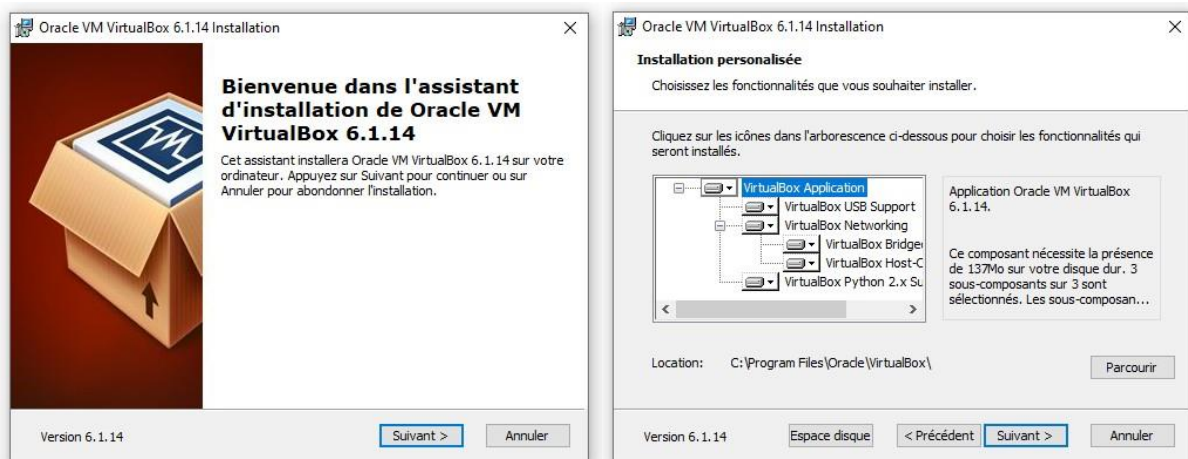 Oracle VM VirtualBox 6.1.14 Installation
Bienvenue dans l'assistant
d'installation de Oracle VM
VirtualBox 6.1.14
Cet assistant installera Oracle VM VirtualBox 6.1.14 sur votre
ordinateur. Appuyez sur Suivant pour continuer ou sur
Annuler pour abondonner l'installation.
Version 6.1.14
Suivant >
Annuler
Oracle VM VirtualBox 6.1.14 Installation
Installation personalisée
Choisissez les fonctionnalités que vous souhaiter installer.
Cliquez sur les icônes dans l'arborescence ci-dessous pour choisir les fonctionnalités qui
seront installés.
VirtualBox Application
VirtualBox USB Support
VirtualBox Networking
VirtualBox Bridge
VirtualBox Host-C
VirtualBox Python 2.x Su
Application Oracle VM VirtualBox
6.1.14.
Ce composant nécessite la présence
de 137Mo sur votre disque dur. 3
sous-composants sur 3 sont
sélectionnés. Les sous-composan...
Location: C:\Program Files\Oracle\VirtualBox\
Parcourir
Version 6.1.14
Espace disque
< Précédent
Suivant >
Annuler